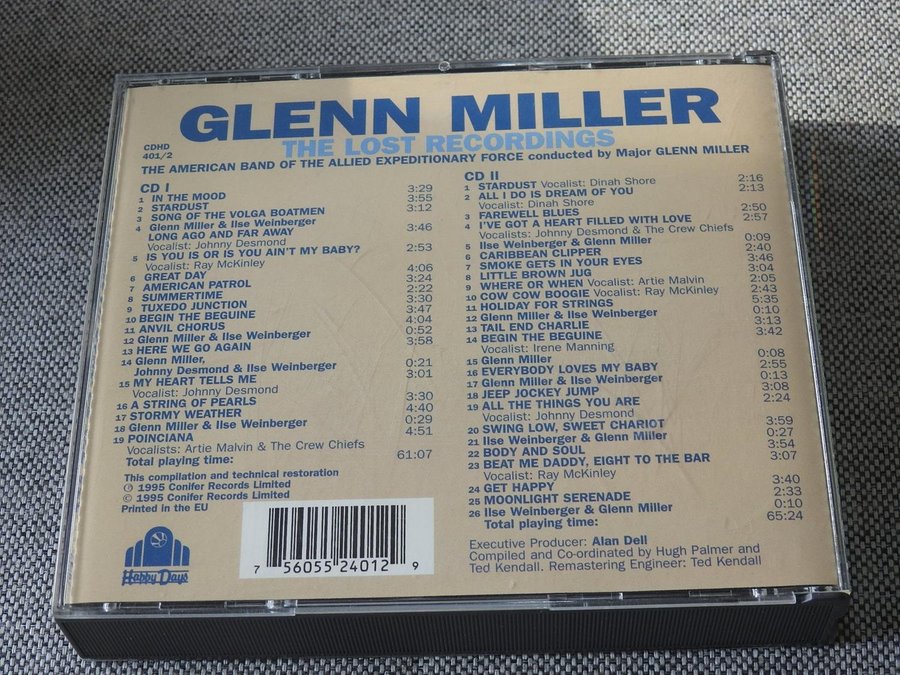 GLENN MILLER
THE LOST RECORDINGS
CDHD
401/2
THE AMERICAN BAND OF THE ALLIED EXPEDITIONARY FORCE conducted by Major GLENN MILLER
CD I
1 IN THE MOOD 3:29
2 STARDUST 3:55
3 SONG OF THE VOLGA BOATMEN 3:12
4 Glenn Miller & Ilse Weinberger
LONG AGO AND FAR AWAY 3:46
Vocalist: Johnny Desmond
5 IS YOU IS OR IS YOU AIN'T MY BABY? 2:53
Vocalist: Ray McKinley
6 GREAT DAY 4:06
7 AMERICAN PATROL 3:24
8 SUMMERTIME 2:22
9 TUXEDO JUNCTION 3:30
10 BEGIN THE BEGUINE 3:47
11 ANVIL CHORUS 4:04
12 Glenn Miller & Ilse Weinberger 0:52
13 HERE WE GO AGAIN 3:58
14 Glenn Miller,
Johnny Desmond & Ilse Weinberger 0:21
15 MY HEART TELLS ME 3:01
Vocalist: Johnny Desmond
16 A STRING OF PEARLS 3:30
17 STORMY WEATHER 4:40
18 Glenn Miller & Ilse Weinberger 0:29
19 POINCIANA 4:51
Vocalists: Artie Malvin & The Crew Chiefs
Total playing time: 61:07
This compilation and technical restoration
℗ 1995 Conifer Records Limited
© 1995 Conifer Records Limited
Printed in the EU
Happy Days
7 56055 24012 9
CD II
1 STARDUST Vocalist: Dinah Shore 2:16
2 ALL I DO IS DREAM OF YOU 2:13
Vocalist: Dinah Shore
3 FAREWELL BLUES 2:50
4 I'VE GOT A HEART FILLED WITH LOVE 2:57
Vocalists: Johnny Desmond & The Crew Chiefs
5 Ilse Weinberger & Glenn Miller 0:09
6 CARIBBEAN CLIPPER 2:40
7 SMOKE GETS IN YOUR EYES 3:46
8 LITTLE BROWN JUG 3:04
9 WHERE OR WHEN Vocalist: Artie Malvin 2:05
10 COW COW BOOGIE Vocalist: Ray McKinley 2:43
11 HOLIDAY FOR STRINGS 5:35
12 Glenn Miller & Ilse Weinberger 0:10
13 TAIL END CHARLIE 3:13
14 BEGIN THE BEGUINE 3:42
Vocalist: Irene Manning
15 Glenn Miller 0:08
16 EVERYBODY LOVES MY BABY 2:55
17 Glenn Miller & Ilse Weinberger 0:13
18 JEEP JOCKEY JUMP 3:08
19 ALL THE THINGS YOU ARE 2:24
Vocalist: Johnny Desmond
20 SWING LOW, SWEET CHARIOT 3:59
21 Ilse Weinberger & Glenn Miller 0:27
22 BODY AND SOUL 3:54
23 BEAT ME DADDY, EIGHT TO THE BAR 3:07
Vocalist: Ray McKinley
24 GET HAPPY 3:40
25 MOONLIGHT SERENADE 2:33
26 Ilse Weinberger & Glenn Miller 0:10
Total playing time: 65:24
Executive Producer: Alan Dell
Compiled and Co-ordinated by Hugh Palmer and
Ted Kendall. Remastering Engineer: Ted Kendall